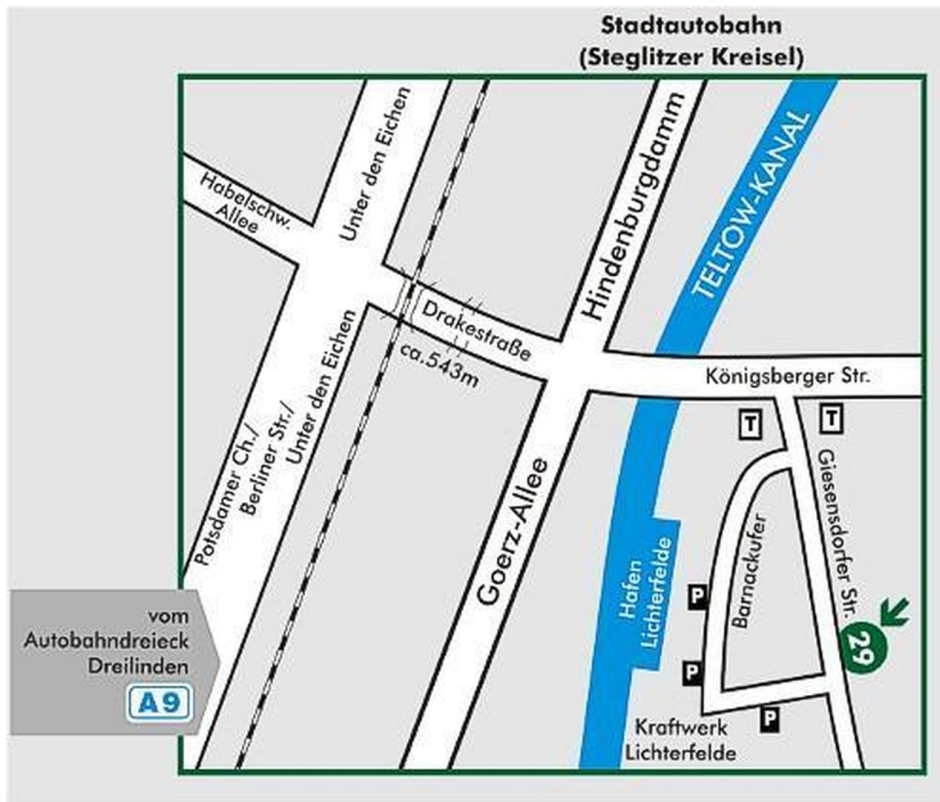 Stadtautobahn
(Steglitzer Kreisel)
Unter den Eichen
Hindenburgdamm
TELTOW-KANAL
Habelschw.
Allee
Drakestraße
ca.543m
Königsberger Str.
Potsdamer Ch./
Berliner Str./
Unter den Eichen
T
T
Goerz-Allee
Giesensdorfer Str.
Barnackufer
Hafen
Lichterfelde
P
29
P
P
Kraftwerk
Lichterfelde
vom
Autobahndreieck
Dreilinden
A9